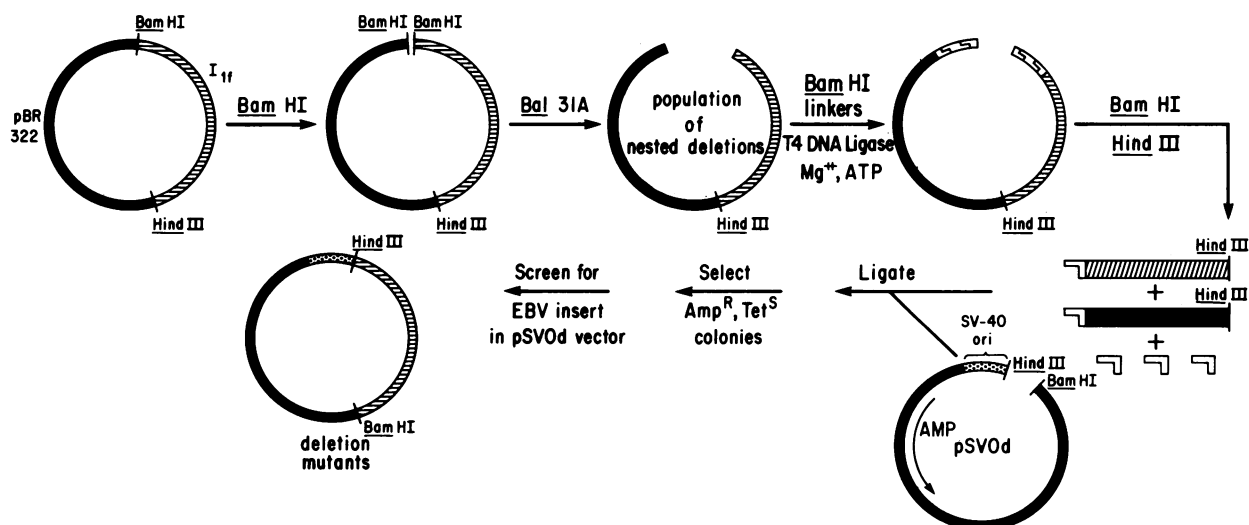 Bam HI
I1f
pBR
322
Hind III
Bam HI
Bam HI Bam HI
Hind III
Bal 31A
population
of
nested deletions
Hind III
Bam HI
linkers
T4 DNA Ligase
Mg++, ATP
Hind III
Bam HI
Hind III
Hind III
+
Hind III
+
Ligate
SV-40
ori
Hind III
Bam HI
AMP
pSVOd
Select
AmpR, TetS
colonies
Screen for
EBV insert
in pSVOd vector
Hind III
Bam HI
deletion
mutants